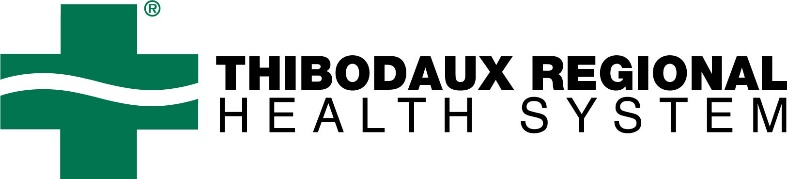 ®
THIBODAUX REGIONAL
HEALTH SYSTEM